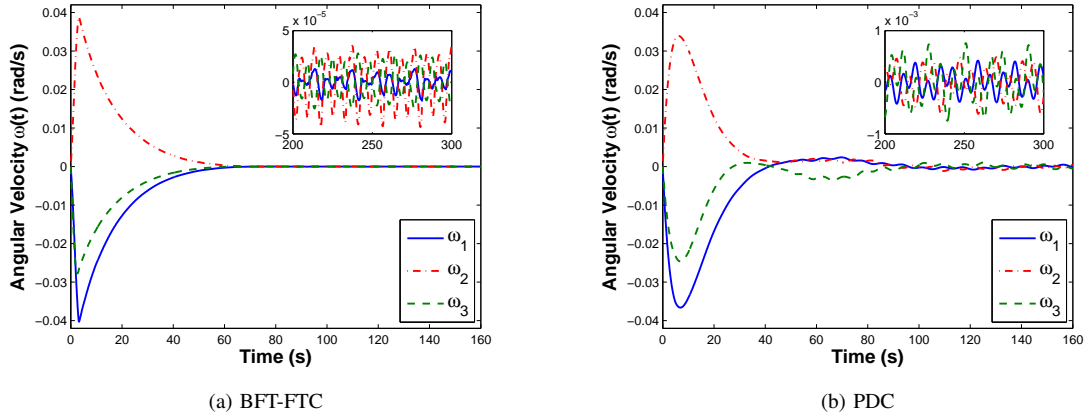 x 10⁻⁵
5
0
−5
200 250 300
0.04
0.03
0.02
0.01
0
−0.01
−0.02
−0.03
−0.04
Angular Velocity ω(t) (rad/s)
ω₁
ω₂
ω₃
0 20 40 60 80 100 120 140 160
Time (s)
(a) BFT-FTC
x 10⁻³
1
0
−1
200 250 300
0.04
0.03
0.02
0.01
0
−0.01
−0.02
−0.03
−0.04
Angular Velocity ω(t) (rad/s)
ω₁
ω₂
ω₃
0 20 40 60 80 100 120 140 160
Time (s)
(b) PDC